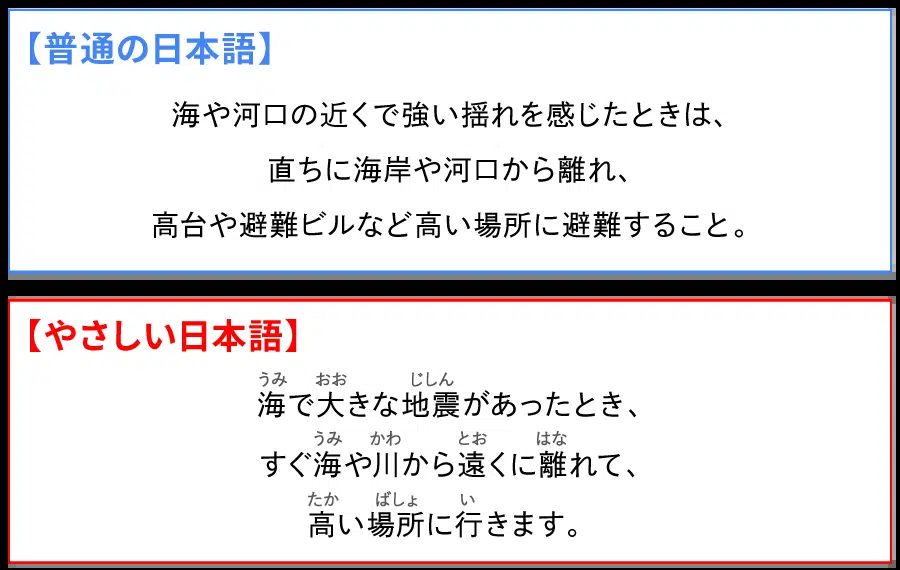 【普通の日本語】
海や河口の近くで強い揺れを感じたときは、
直ちに海岸や河口から離れ、
高台や避難ビルなど高い場所に避難すること。
【やさしい日本語】
うみ おお じしん
海で大きな地震があったとき、
うみ かわ とお はな
すぐ海や川から遠くに離れて、
たか ばしょ い
高い場所に行きます。